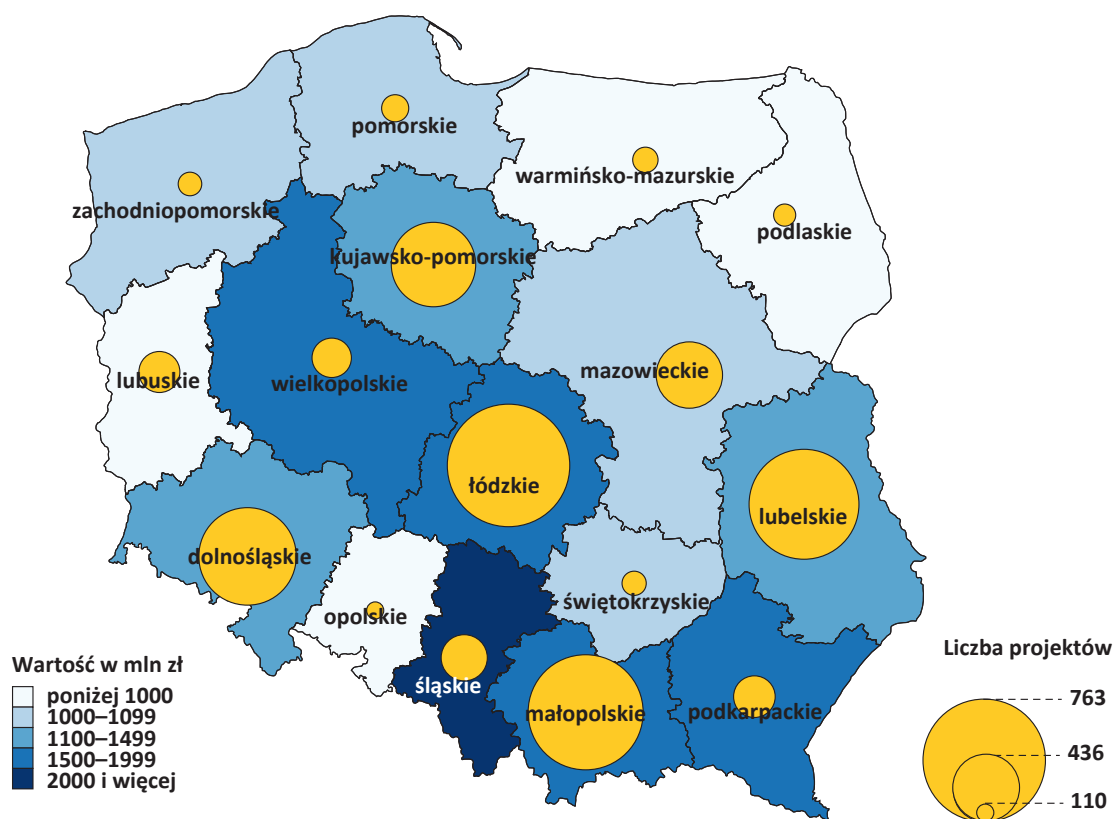 pomorskie
warmińsko-mazurskie
zachodniopomorskie
podlaskie
kujawsko-pomorskie
lubuskie
wielkopolskie
mazowieckie
łódzkie
lubelskie
dolnośląskie
opolskie
świętokrzyskie
śląskie
małopolskie
podkarpackie
Wartość w mln zł
poniżej 1000
1000–1099
1100–1499
1500–1999
2000 i więcej
Liczba projektów
763
436
110